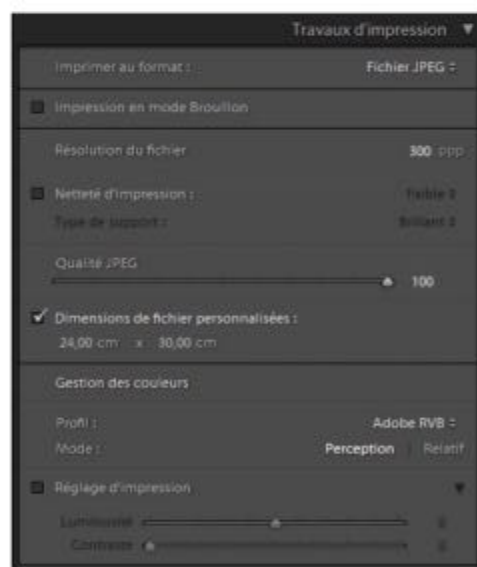 Travaux d'impression
Imprimer au format : Fichier JPEG
Impression en mode Brouillon
Résolution du fichier 300 ppp
Netteté d'impression : Faible
Type de support : Brillant
Qualité JPEG
100
Dimensions de fichier personnalisées :
24,00 cm x 30,00 cm
Gestion des couleurs
Profil : Adobe RVB
Mode : Perception Relatif
Réglage d'impression
Luminosité 0
Contraste 0